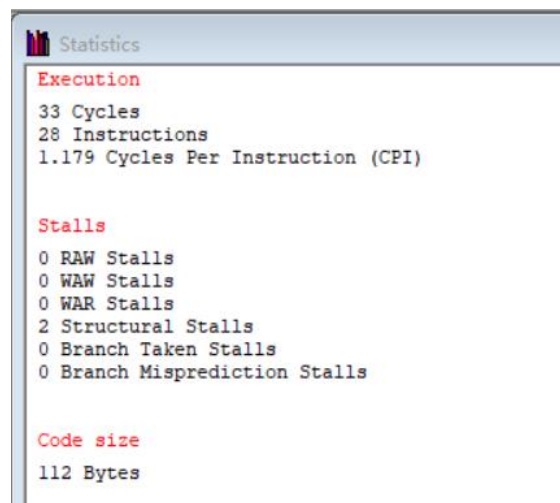 Statistics
Execution
33 Cycles
28 Instructions
1.179 Cycles Per Instruction (CPI)
Stalls
0 RAW Stalls
0 WAW Stalls
0 WAR Stalls
2 Structural Stalls
0 Branch Taken Stalls
0 Branch Misprediction Stalls
Code size
112 Bytes